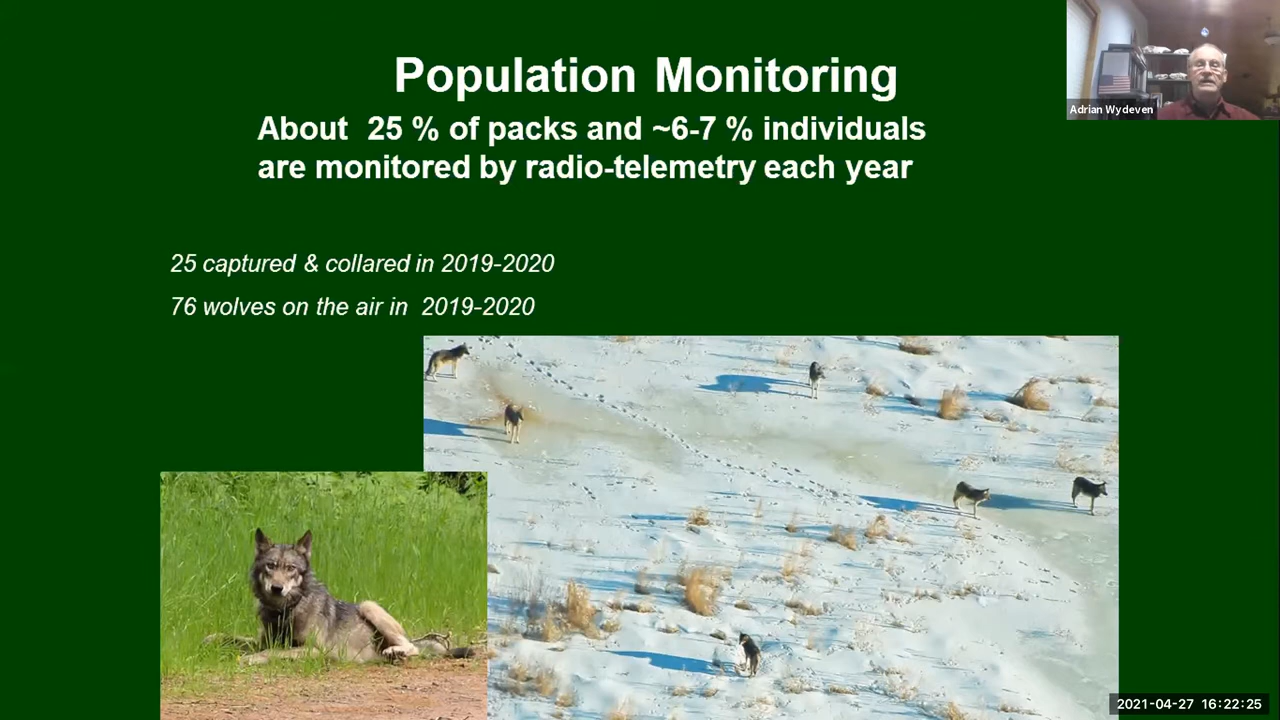 Population Monitoring
About 25 % of packs and ~6-7 % individuals
are monitored by radio-telemetry each year
25 captured & collared in 2019-2020
76 wolves on the air in 2019-2020
Adrian Wydeven
2021-04-27 16:22:25